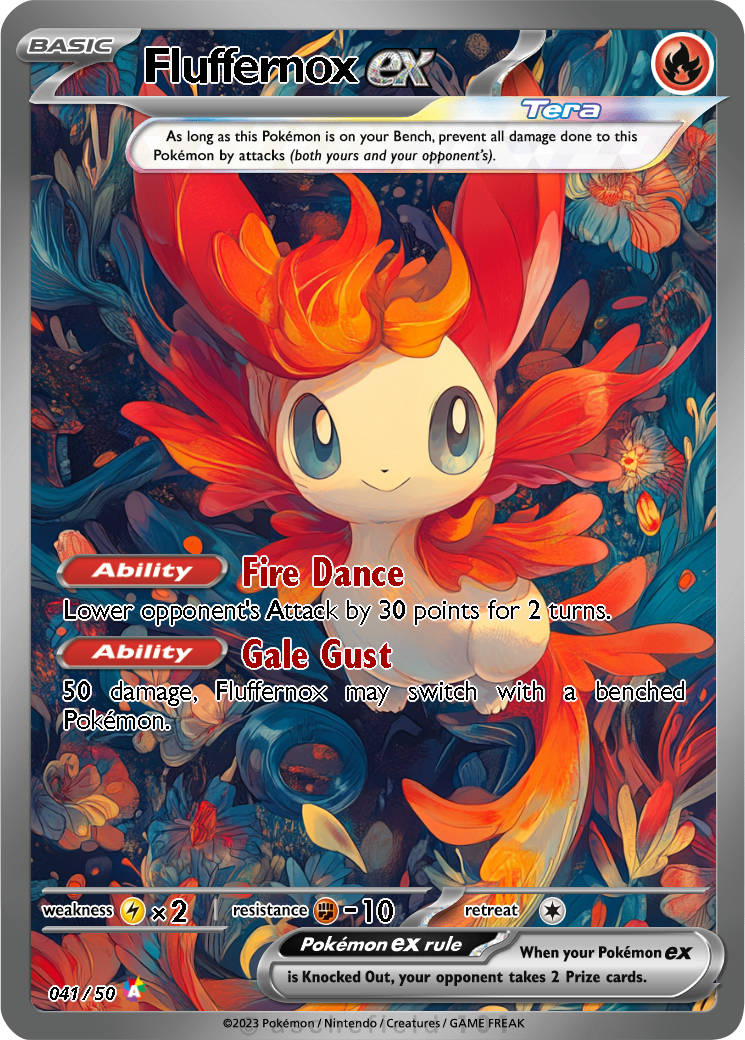 BASIC
Fluffernox ex
Tera
As long as this Pokémon is on your Bench, prevent all damage done to this
Pokémon by attacks (both yours and your opponent's).
Ability Fire Dance
Lower opponent's Attack by 30 points for 2 turns.
Ability Gale Gust
50 damage, Fluffernox may switch with a benched
Pokémon.
weakness ×2 resistance -10 retreat
Pokémon ex rule When your Pokémon ex
is Knocked Out, your opponent takes 2 Prize cards.
041/50 A
©2023 Pokémon / Nintendo / Creatures / GAME FREAK